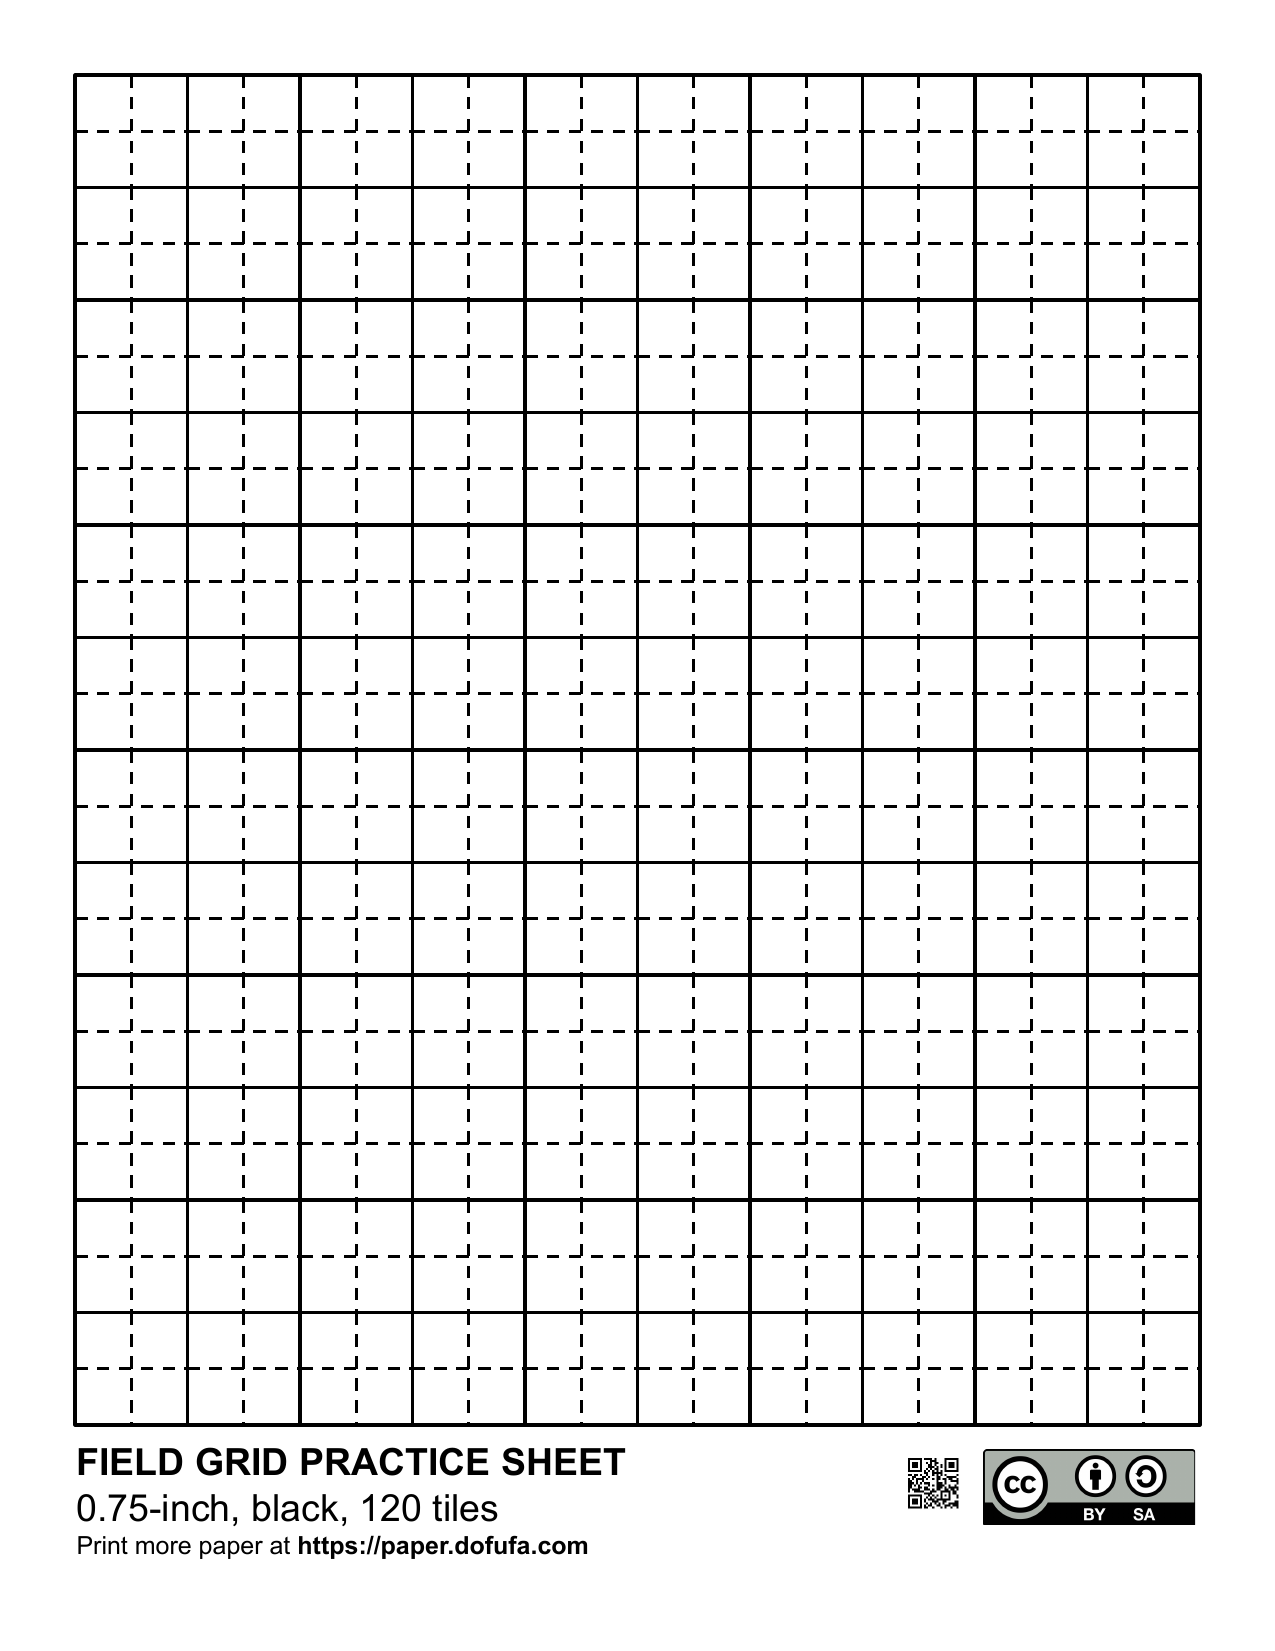 FIELD GRID PRACTICE SHEET
0.75-inch, black, 120 tiles
Print more paper at https://paper.dofufa.com
cc
BY SA